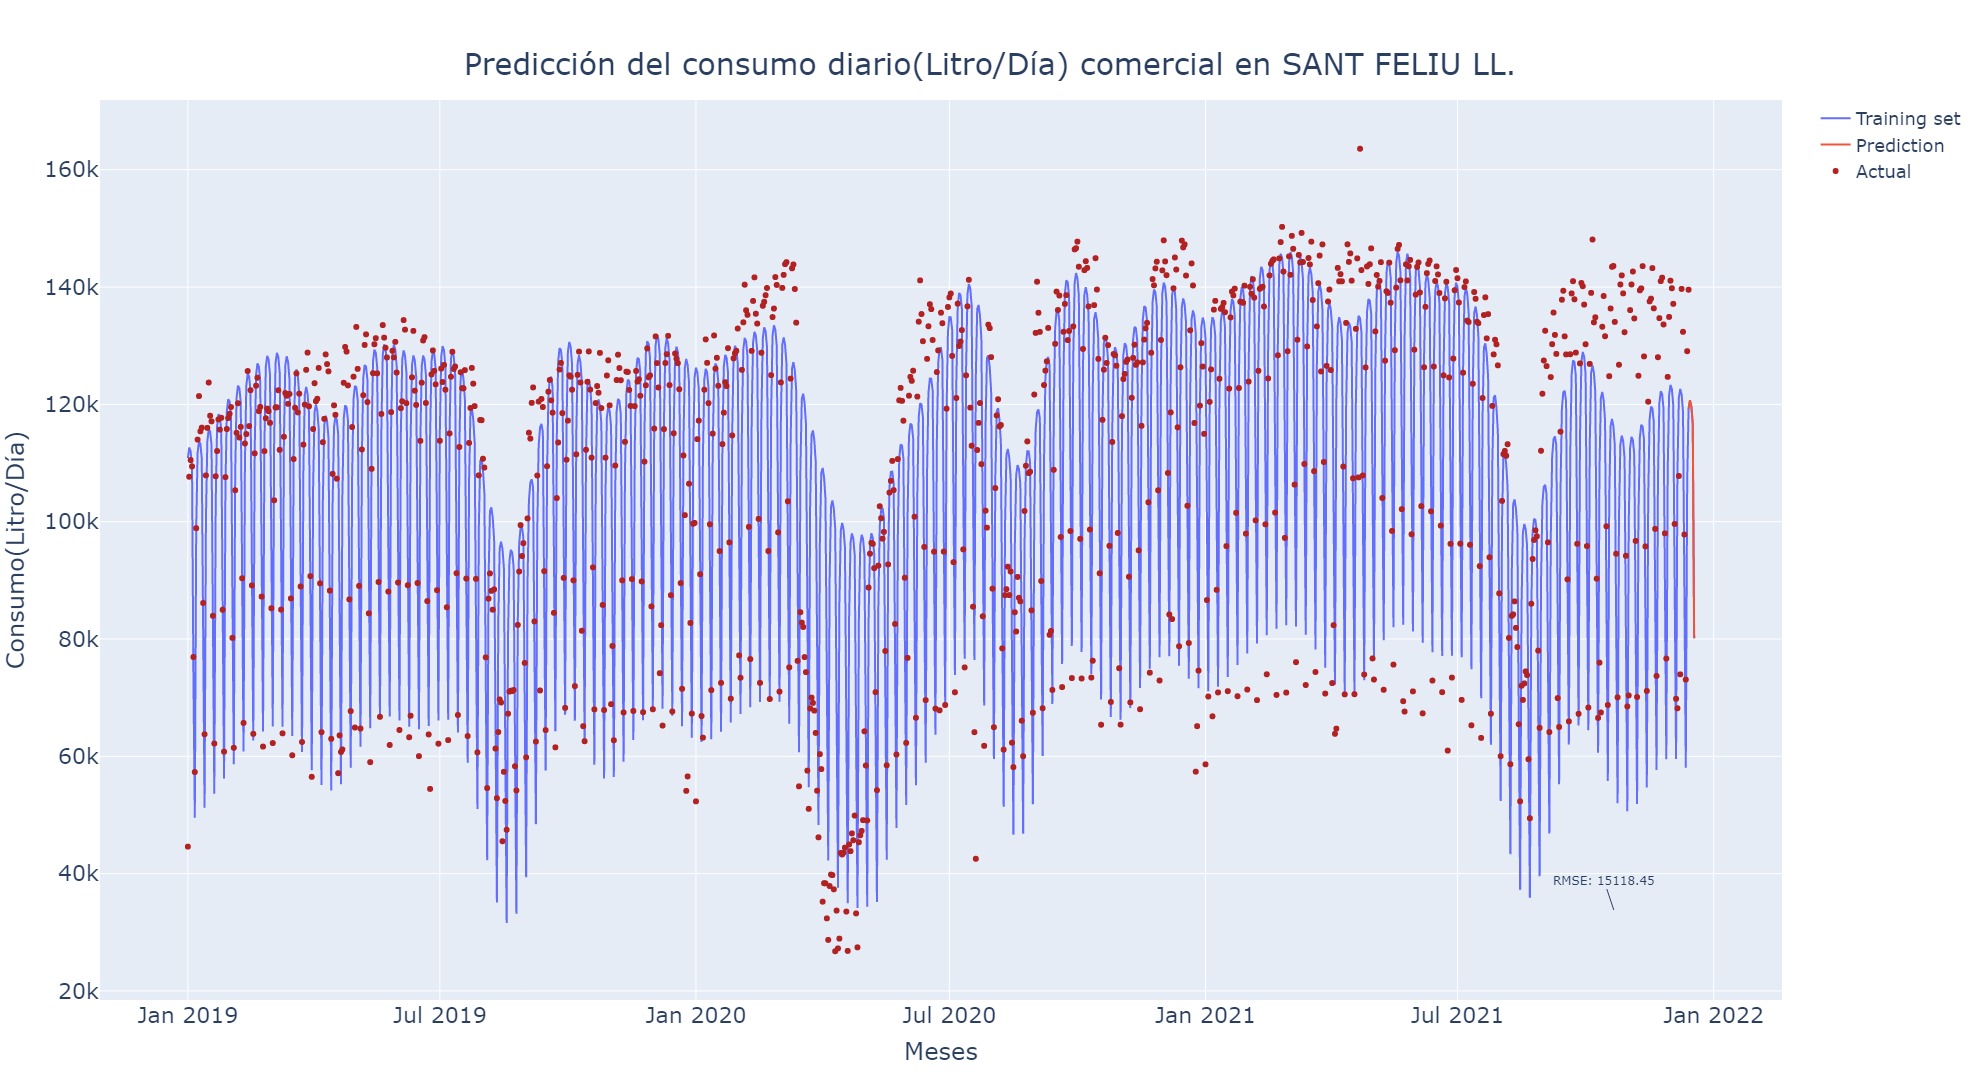 Predicción del consumo diario(Litro/Día) comercial en SANT FELIU LL.
Training set
Prediction
Actual
Consumo(Litro/Día)
160k
140k
120k
100k
80k
60k
40k
20k
RMSE: 15118.45
Jan 2019
Jul 2019
Jan 2020
Jul 2020
Jan 2021
Jul 2021
Jan 2022
Meses